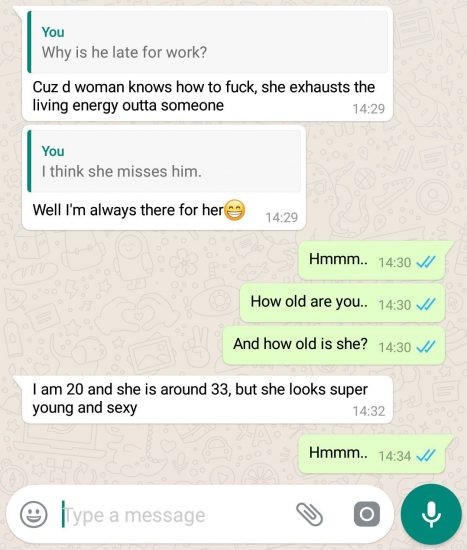 You
Why is he late for work?
Cuz d woman knows how to fuck, she exhausts the
living energy outta someone
14:29
You
I think she misses him.
Well I'm always there for her😁
14:29
Hmmm.. 14:30
How old are you.. 14:30
And how old is she? 14:30
I am 20 and she is around 33, but she looks super
young and sexy
14:32
Hmmm.. 14:34
Type a message